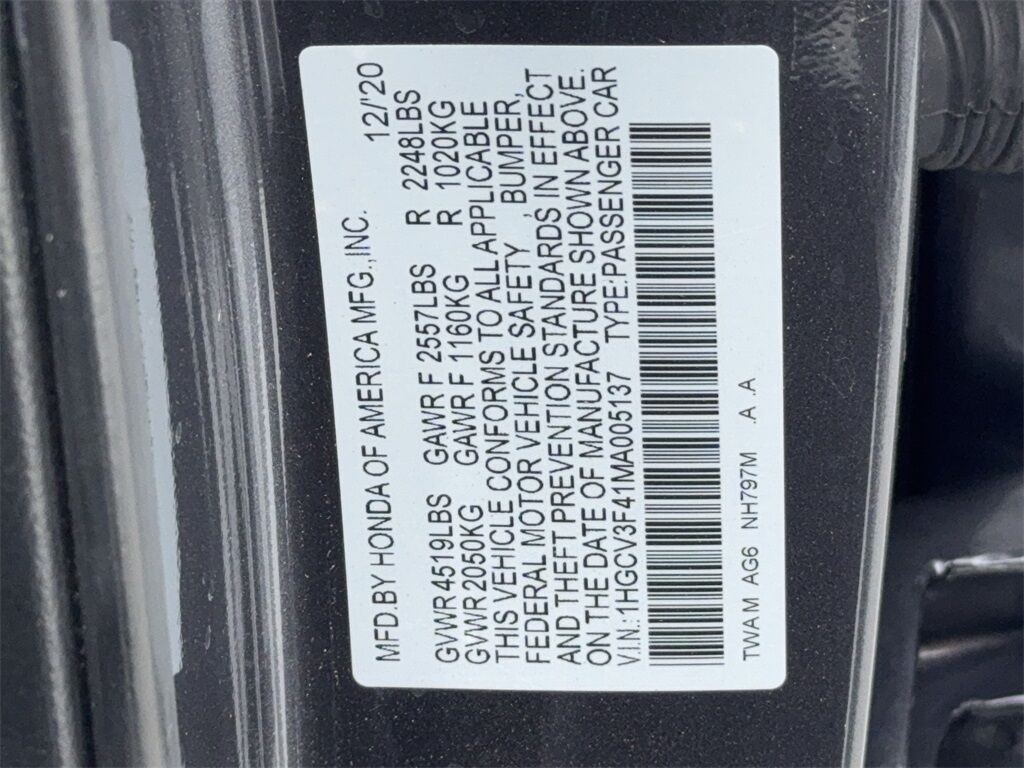 MFD.BY HONDA OF AMERICA MFG.,INC. 12/'20
GVWR 4519LBS GAWR F 2557LBS R 2248LBS
GVWR 2050KG GAWR F 1160KG R 1020KG
THIS VEHICLE CONFORMS TO ALL APPLICABLE
FEDERAL MOTOR VEHICLE SAFETY, BUMPER,
AND THEFT PREVENTION STANDARDS IN EFFECT
ON THE DATE OF MANUFACTURE SHOWN ABOVE.
V.I.N.:1HGCV3F41MA005137 TYPE:PASSENGER CAR
TWAM AG6 NH797M .A .A